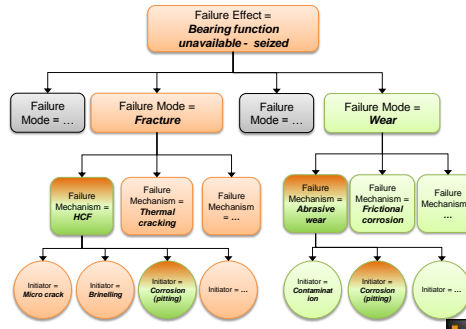 Failure Effect =
Bearing function
unavailable - seized
Failure
Mode = ...
Failure Mode =
Fracture
Failure
Mode = ...
Failure Mode =
Wear
Failure
Mechanism =
HCF
Failure
Mechanism =
Thermal
cracking
Failure
Mechanism
= ...
Failure
Mechanism =
Abrasive
wear
Failure
Mechanism =
Frictional
corrosion
Failure
Mechanism
...
Initiator =
Micro crack
Initiator =
Brinelling
Initiator =
Corrosion
(pitting)
Initiator = ...
Initiator =
Contaminat
ion
Initiator =
Corrosion
(pitting)
Initiator = ...